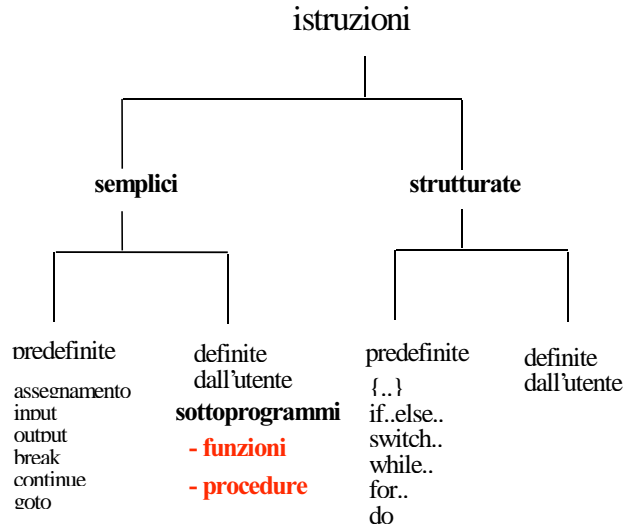 istruzioni
semplici
strutturate
predefinite
assegnamento
input
output
break
continue
goto
definite
dall'utente
sottoprogrammi
- funzioni
- procedure
predefinite
{..}
if..else..
switch..
while..
for..
do
definite
dall'utente